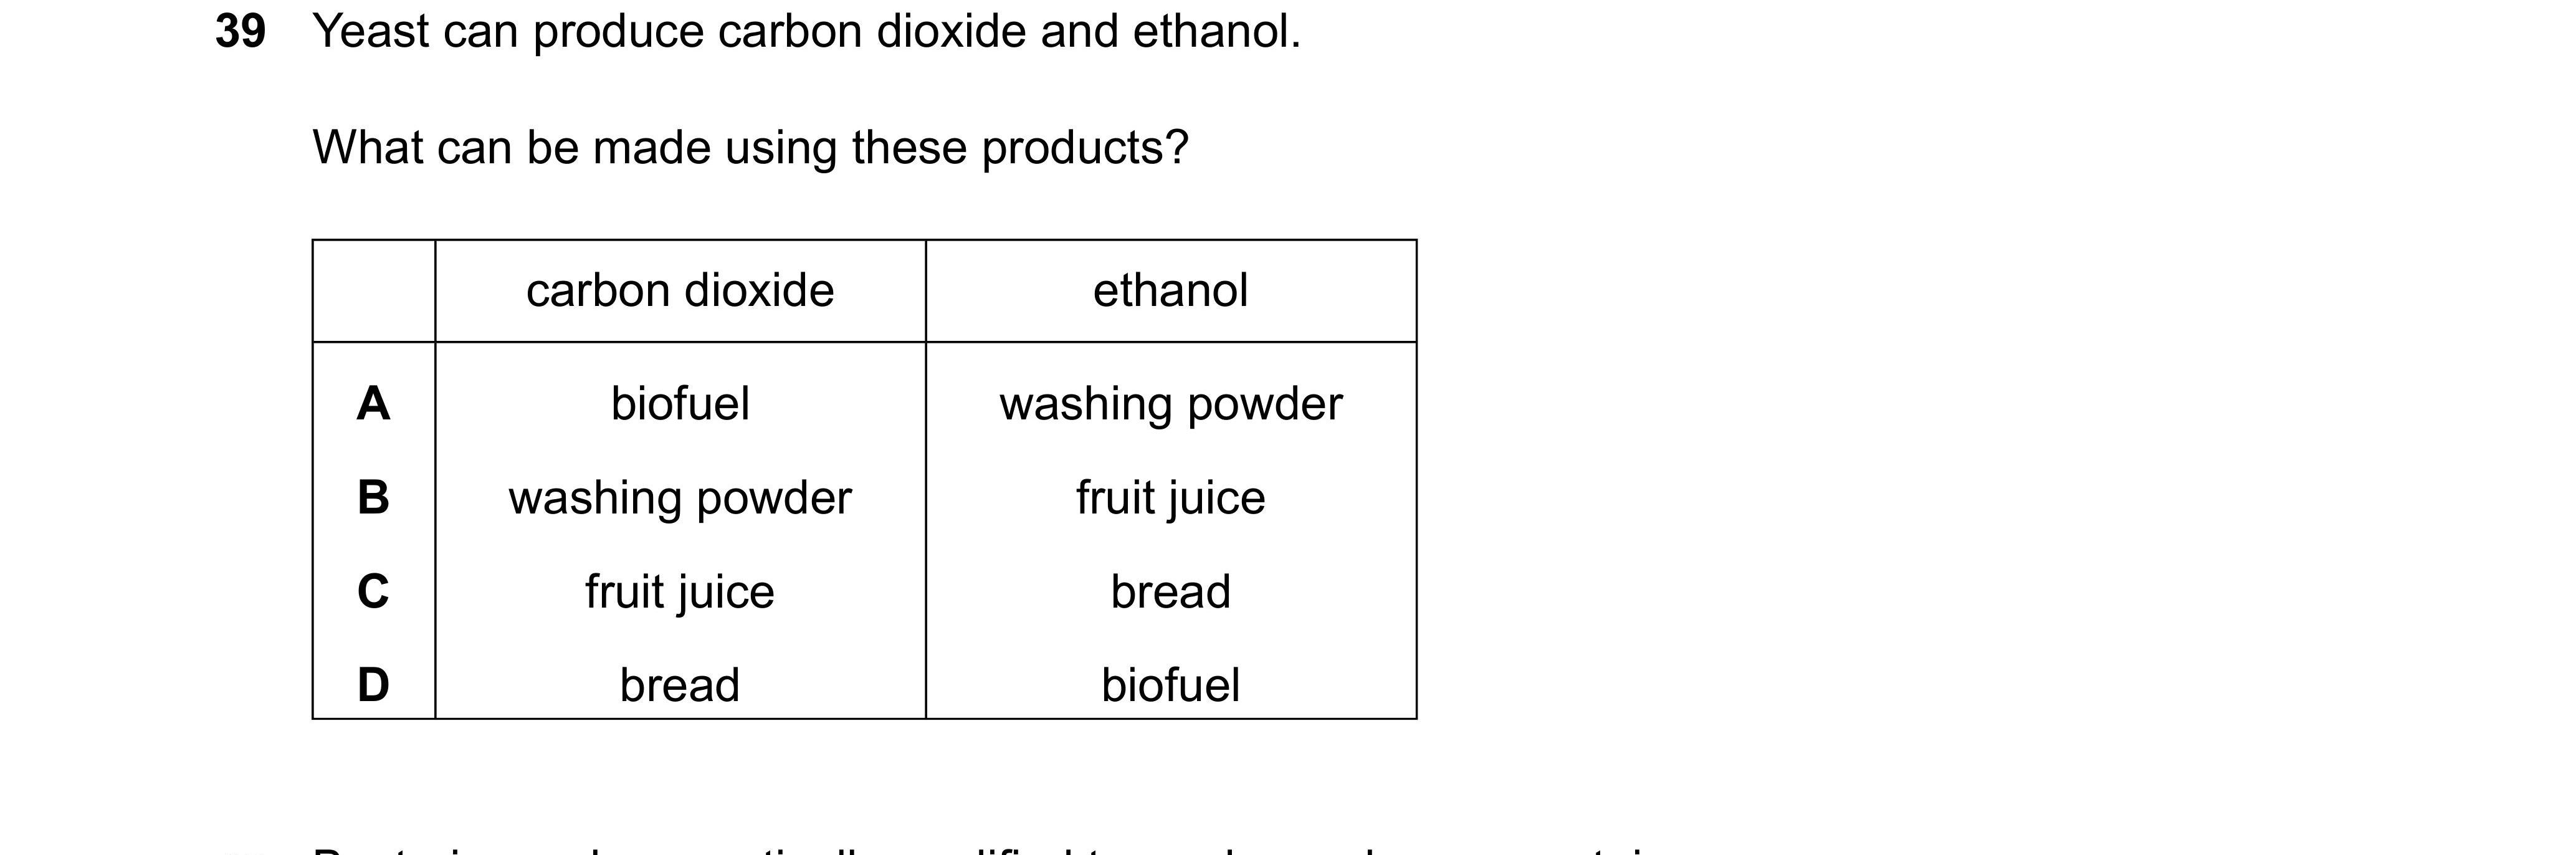 39 Yeast can produce carbon dioxide and ethanol.
What can be made using these products?
carbon dioxide ethanol
A biofuel washing powder
B washing powder fruit juice
C fruit juice bread
D bread biofuel